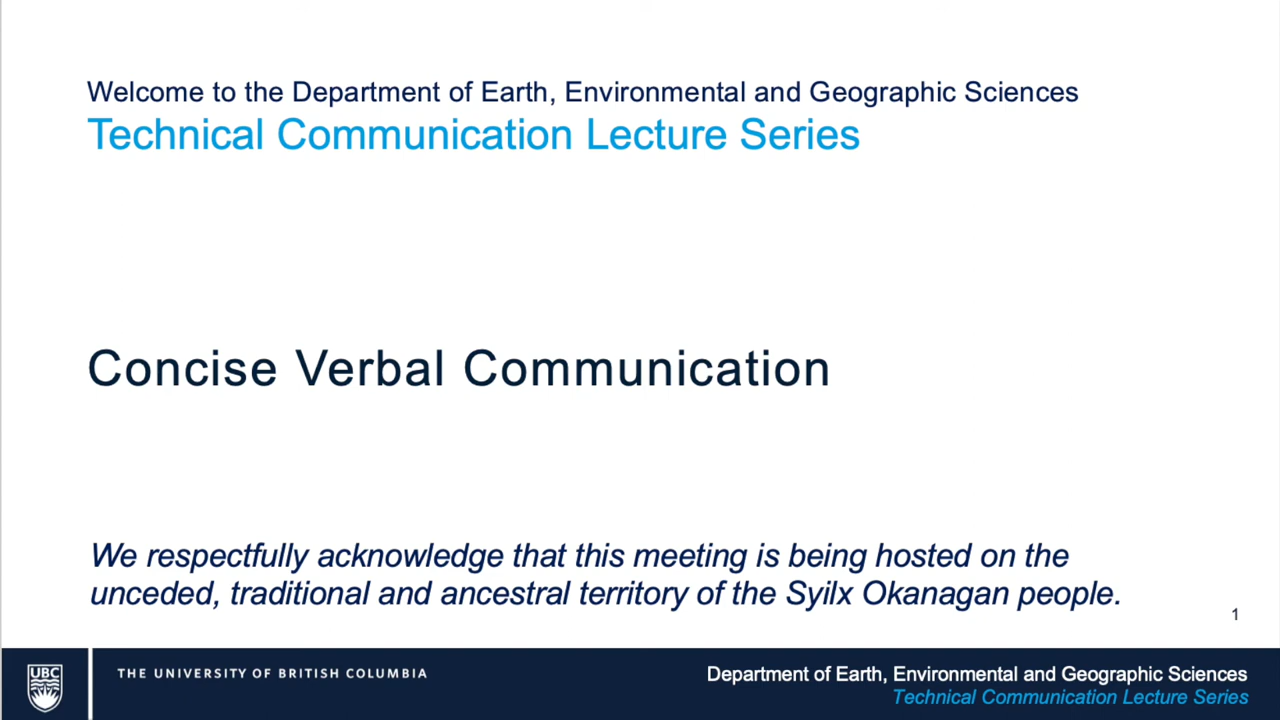 Welcome to the Department of Earth, Environmental and Geographic Sciences
Technical Communication Lecture Series
Concise Verbal Communication
We respectfully acknowledge that this meeting is being hosted on the
unceded, traditional and ancestral territory of the Syilx Okanagan people.
1
UBC
THE UNIVERSITY OF BRITISH COLUMBIA
Department of Earth, Environmental and Geographic Sciences
Technical Communication Lecture Series